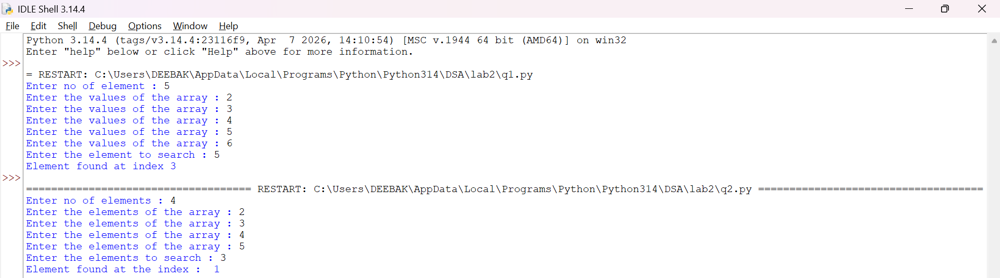 IDLE Shell 3.14.4
File Edit Shell Debug Options Window Help
Python 3.14.4 (tags/v3.14.4:23116f9, Apr  7 2026, 14:10:54) [MSC v.1944 64 bit (AMD64)] on win32
Enter "help" below or click "Help" above for more information.
>>>
= RESTART: C:\Users\DEEBAK\AppData\Local\Programs\Python\Python314\DSA\lab2\q1.py
Enter no of element : 5
Enter the values of the array : 2
Enter the values of the array : 3
Enter the values of the array : 4
Enter the values of the array : 5
Enter the values of the array : 6
Enter the element to search : 5
Element found at index 3
>>>
==================================== RESTART: C:\Users\DEEBAK\AppData\Local\Programs\Python\Python314\DSA\lab2\q2.py ====================================
Enter no of elements : 4
Enter the elements of the array : 2
Enter the elements of the array : 3
Enter the elements of the array : 4
Enter the elements of the array : 5
Enter the elements to search : 3
Element found at the index :  1